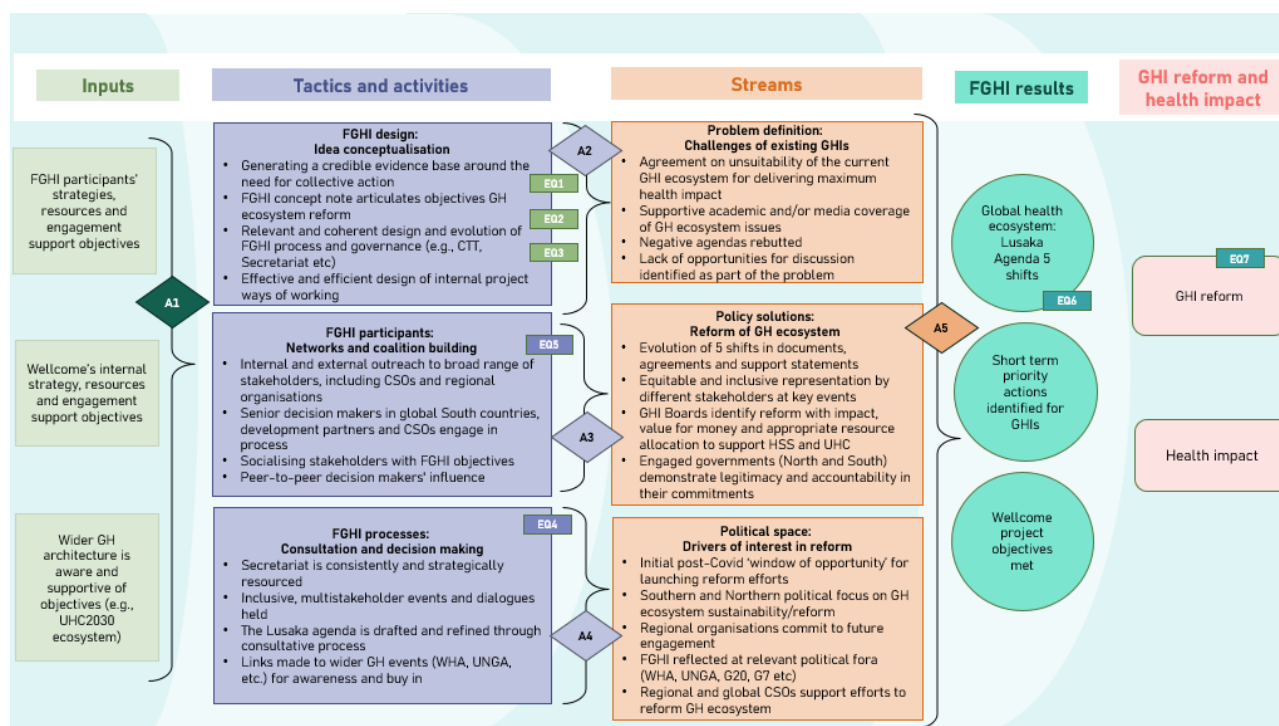 Inputs
Tactics and activities
Streams
FGHI results
GHI reform and
health impact
FGHI participants'
strategies,
resources and
engagement
support objectives
A1
Wellcome's internal
strategy, resources
and engagement
support objectives
Wider GH
architecture is
aware and
supportive of
objectives (e.g.,
UHC2030
ecosystem)
FGHI design:
Idea conceptualisation
• Generating a credible evidence base around the
need for collective action
• FGHI concept note articulates objectives GH
ecosystem reform
• Relevant and coherent design and evolution of
FGHI process and governance (e.g., CTT,
Secretariat etc)
• Effective and efficient design of internal project
ways of working
EQ1
EQ2
EQ3
A2
FGHI participants:
Networks and coalition building
• Internal and external outreach to broad range of
stakeholders, including CSOs and regional
organisations
• Senior decision makers in global South countries,
development partners and CSOs engage in
process
• Socialising stakeholders with FGHI objectives
• Peer-to-peer decision makers' influence
EQ5
A3
FGHI processes:
Consultation and decision making
• Secretariat is consistently and strategically
resourced
• Inclusive, multistakeholder events and dialogues
held
• The Lusaka agenda is drafted and refined through
consultative process
• Links made to wider GH events (WHA, UNGA,
etc.) for awareness and buy in
EQ4
A4
Problem definition:
Challenges of existing GHIs
• Agreement on unsuitability of the current
GHI ecosystem for delivering maximum
health impact
• Supportive academic and/or media coverage
of GH ecosystem issues
• Negative agendas rebutted
• Lack of opportunities for discussion
identified as part of the problem
Policy solutions:
Reform of GH ecosystem
• Evolution of 5 shifts in documents,
agreements and support statements
• Equitable and inclusive representation by
different stakeholders at key events
• GHI Boards identify reform with impact,
value for money and appropriate resource
allocation to support HSS and UHC
• Engaged governments (North and South)
demonstrate legitimacy and accountability in
their commitments
Political space:
Drivers of interest in reform
• Initial post-Covid 'window of opportunity' for
launching reform efforts
• Southern and Northern political focus on GH
ecosystem sustainability/reform
• Regional organisations commit to future
engagement
• FGHI reflected at relevant political fora
(WHA, UNGA, G20, G7 etc)
• Regional and global CSOs support efforts to
reform GH ecosystem
A5
Global health
ecosystem:
Lusaka
Agenda 5
shifts
EQ6
Short term
priority
actions
identified for
GHIs
Wellcome
project
objectives
met
EQ7
GHI reform
Health impact